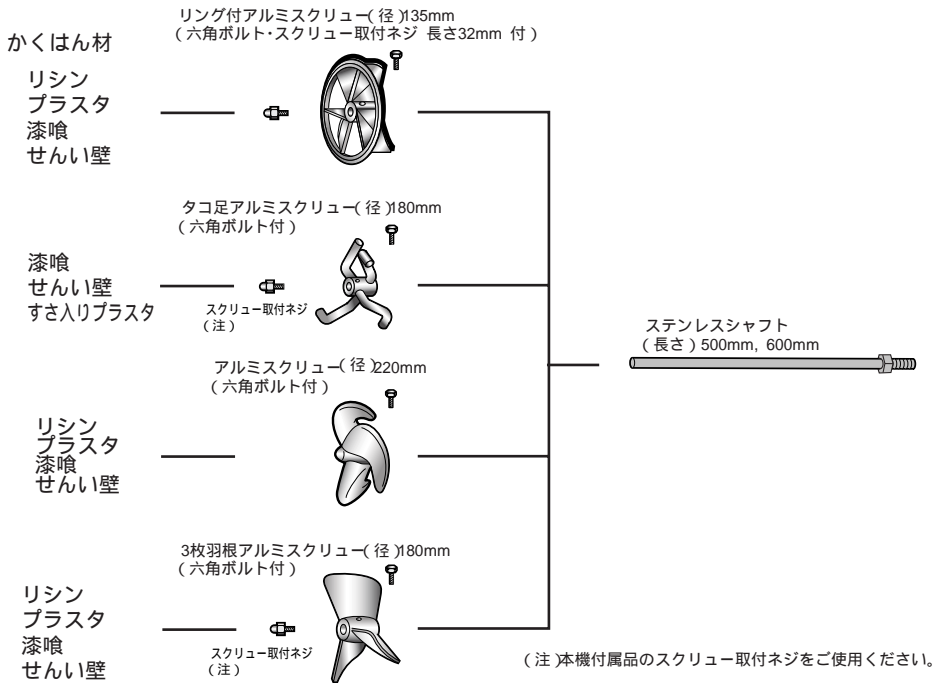 かくはん材
リング付アルミスクリュー(径)135mm
(六角ボルト・スクリュー取付ネジ 長さ32mm 付)
リシン
プラスタ
漆喰
せんい壁
タコ足アルミスクリュー(径)180mm
(六角ボルト付)
漆喰
せんい壁
すさ入りプラスタ
スクリュー取付ネジ
(注)
ステンレスシャフト
(長さ)500mm, 600mm
アルミスクリュー(径)220mm
(六角ボルト付)
リシン
プラスタ
漆喰
せんい壁
3枚羽根アルミスクリュー(径)180mm
(六角ボルト付)
リシン
プラスタ
漆喰
せんい壁
スクリュー取付ネジ
(注)
(注)本機付属品のスクリュー取付ネジをご使用ください。